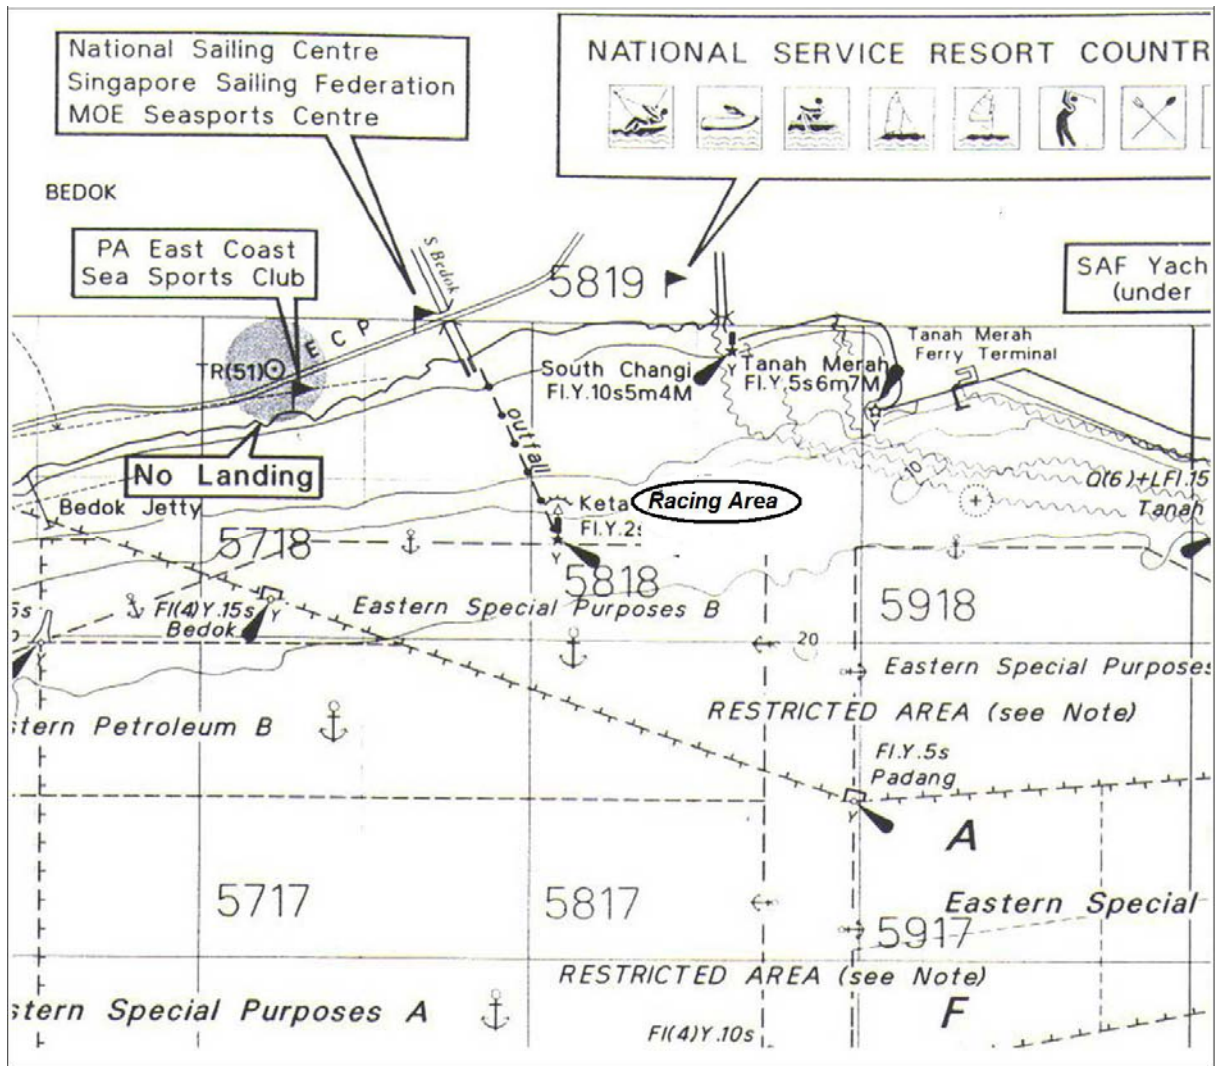 National Sailing Centre
Singapore Sailing Federation
MOE Seasports Centre
NATIONAL SERVICE RESORT COUNTR
BEDOK
PA East Coast
Sea Sports Club
S Bedok
5819
SAF Yach
(under
E C P
TR(51)
South Changi
Fl.Y.10s5m4M
Tanah Merah
Fl.Y.5s6m7M
Tanah Merah
Ferry Terminal
Y
Y
outfall
No Landing
Bedok Jetty
Keta
Racing Area
Fl.Y.2s
10
Q(6)+LFl.15
Tanah
5718
Y
5818
5918
Fl(4)Y.15s
Bedok
Y
Eastern Special Purposes B
20
Y
Eastern Special Purposes
stern Petroleum B
RESTRICTED AREA (see Note)
Fl.Y.5s
Padang
Y
A
5717
5817
Eastern Special
5917
RESTRICTED AREA (see Note)
stern Special Purposes A
F
Fl(4)Y.10s